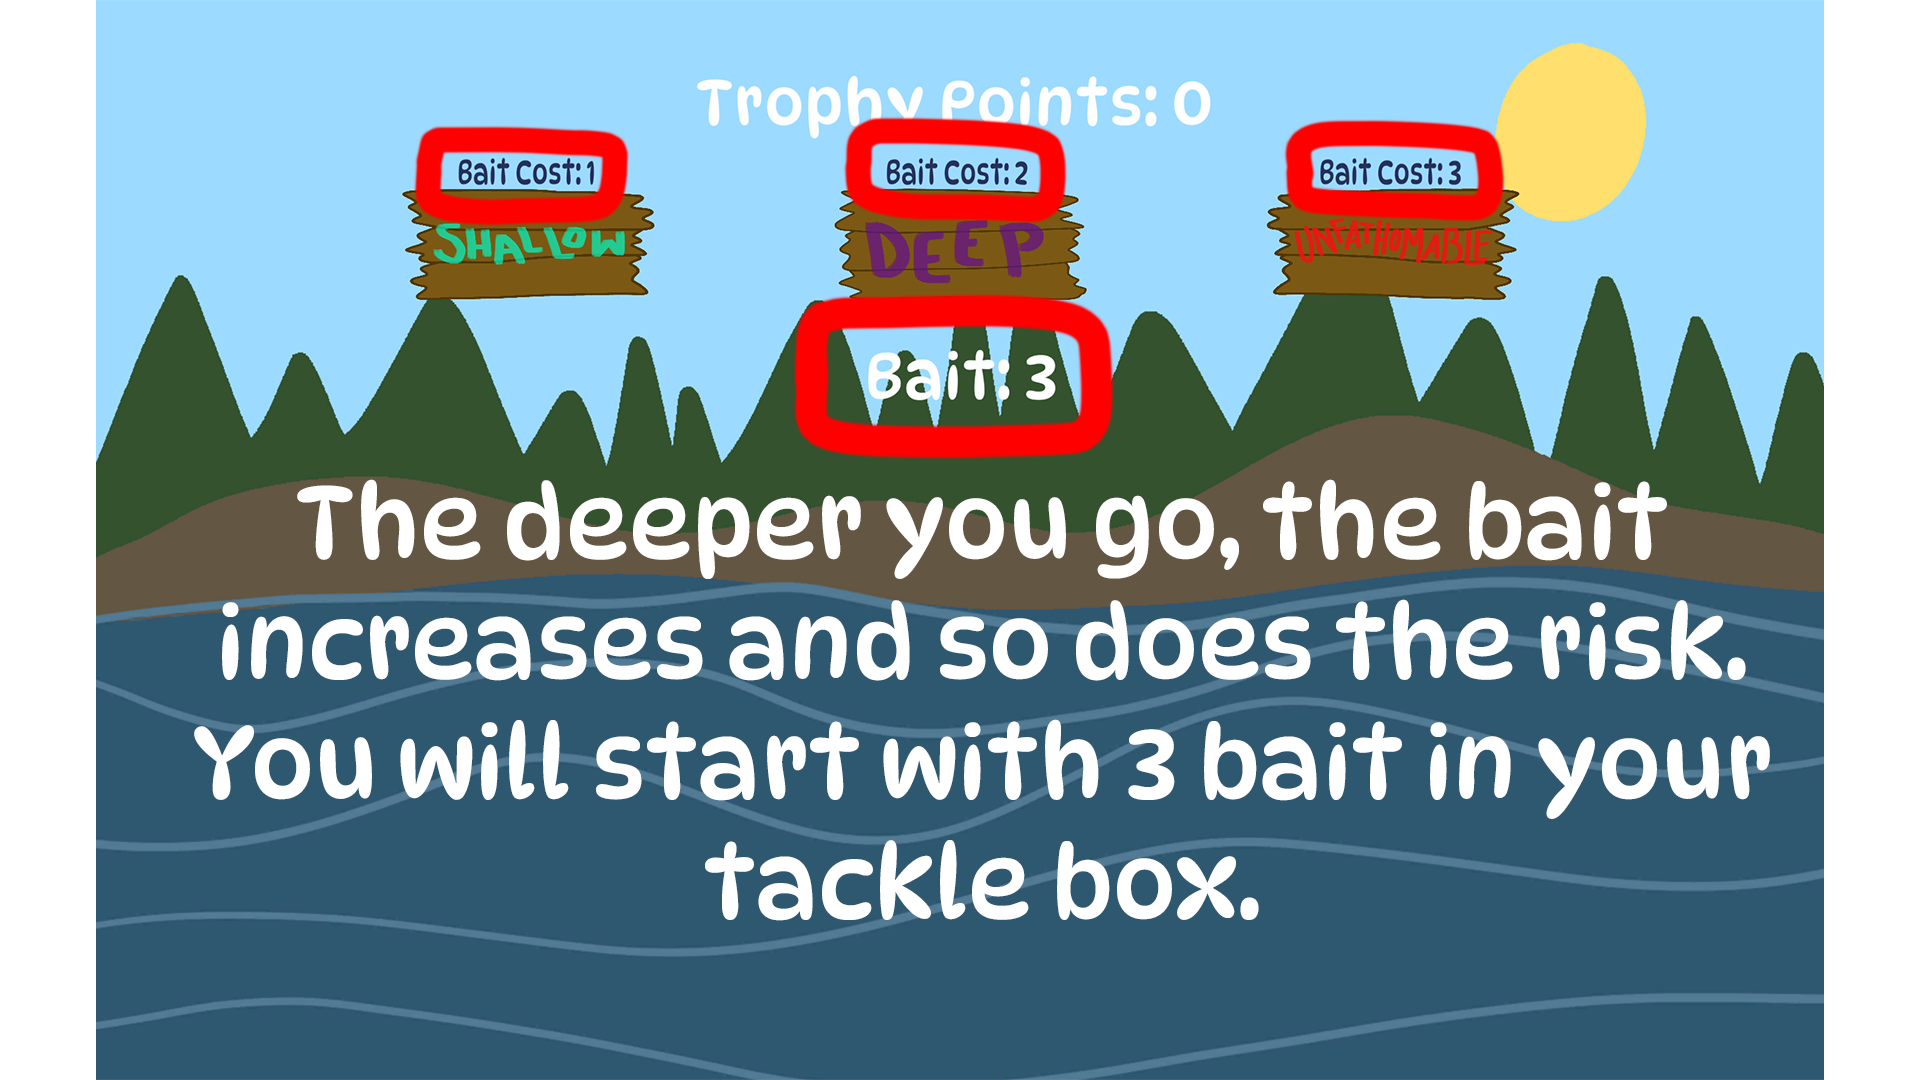 Trophy Points: 0
Bait Cost: 1
Bait Cost: 2
Bait Cost: 3
SHALLOW
DEEP
UNFATHOMABLE
Bait: 3
The deeper you go, the bait
increases and so does the risk.
You will start with 3 bait in your
tackle box.